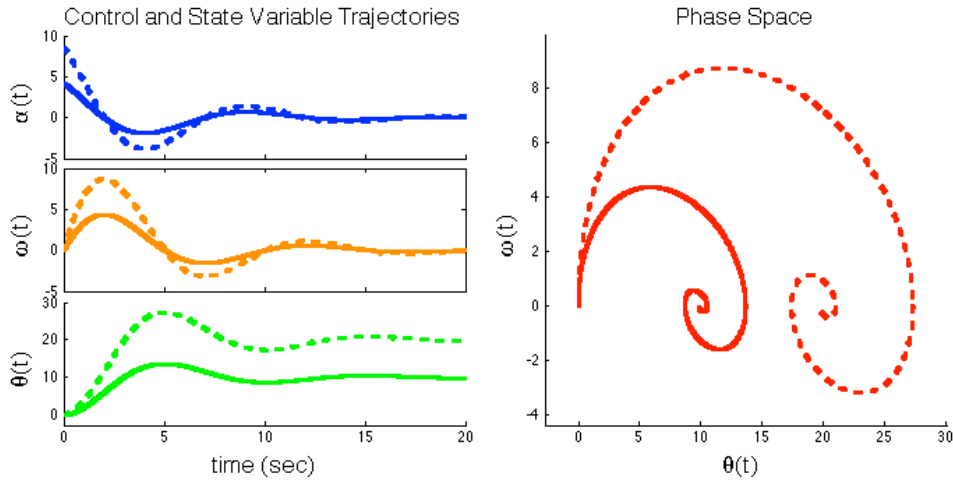 Control and State Variable Trajectories
10
5
0
-5
α(t)
10
5
0
-5
ω(t)
30
20
10
0
θ(t)
0 5 10 15 20
time (sec)
Phase Space
8
6
4
2
0
-2
-4
ω(t)
0 5 10 15 20 25 30
θ(t)